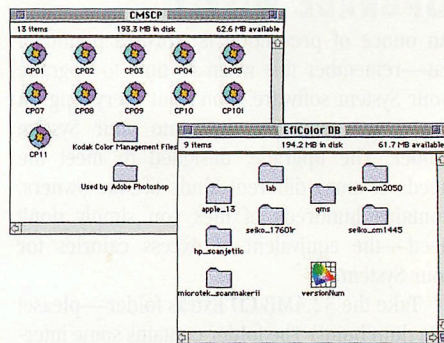 CMSCP
13 items 193.3 MB in disk 62.6 MB available
CP01 CP02 CP03 CP04 CP05
CP07 CP08 CP09 CP10 CP10i
CP11 Kodak Color Management Files
Used by Adobe Photoshop
EfiColor DB
9 items 194.2 MB in disk 61.7 MB available
lab seiko_cm2050
apple_13 qms
seiko_1760lr seiko_cm1445
hp_scanjetiic
microtek_scanmakerii versionNum